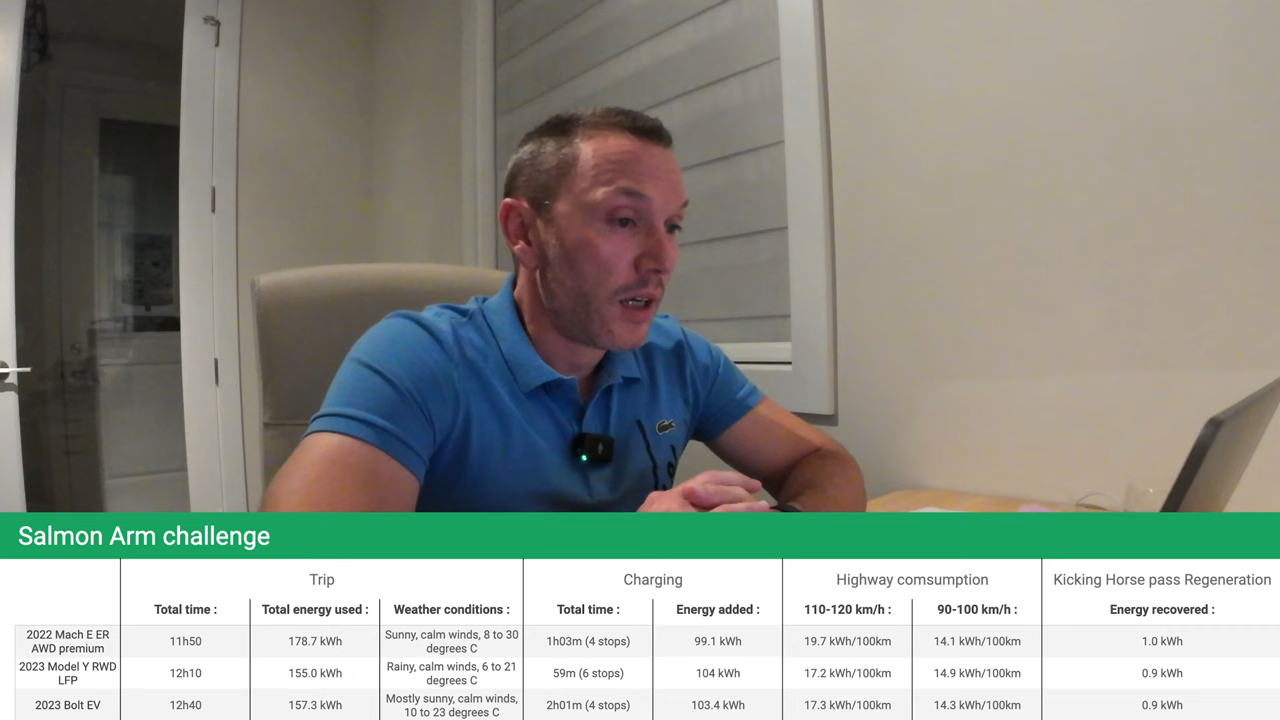 Salmon Arm challenge
Trip
Charging
Highway comsumption
Kicking Horse pass Regeneration
Total time :
Total energy used :
Weather conditions :
Total time :
Energy added :
110-120 km/h :
90-100 km/h :
Energy recovered :
2022 Mach E ER
AWD premium
11h50
178.7 kWh
Sunny, calm winds, 8 to 30
degrees C
1h03m (4 stops)
99.1 kWh
19.7 kWh/100km
14.1 kWh/100km
1.0 kWh
2023 Model Y RWD
LFP
12h10
155.0 kWh
Rainy, calm winds, 6 to 21
degrees C
59m (6 stops)
104 kWh
17.2 kWh/100km
14.9 kWh/100km
0.9 kWh
2023 Bolt EV
12h40
157.3 kWh
Mostly sunny, calm winds,
10 to 23 degrees C
2h01m (4 stops)
103.4 kWh
17.3 kWh/100km
14.3 kWh/100km
0.9 kWh